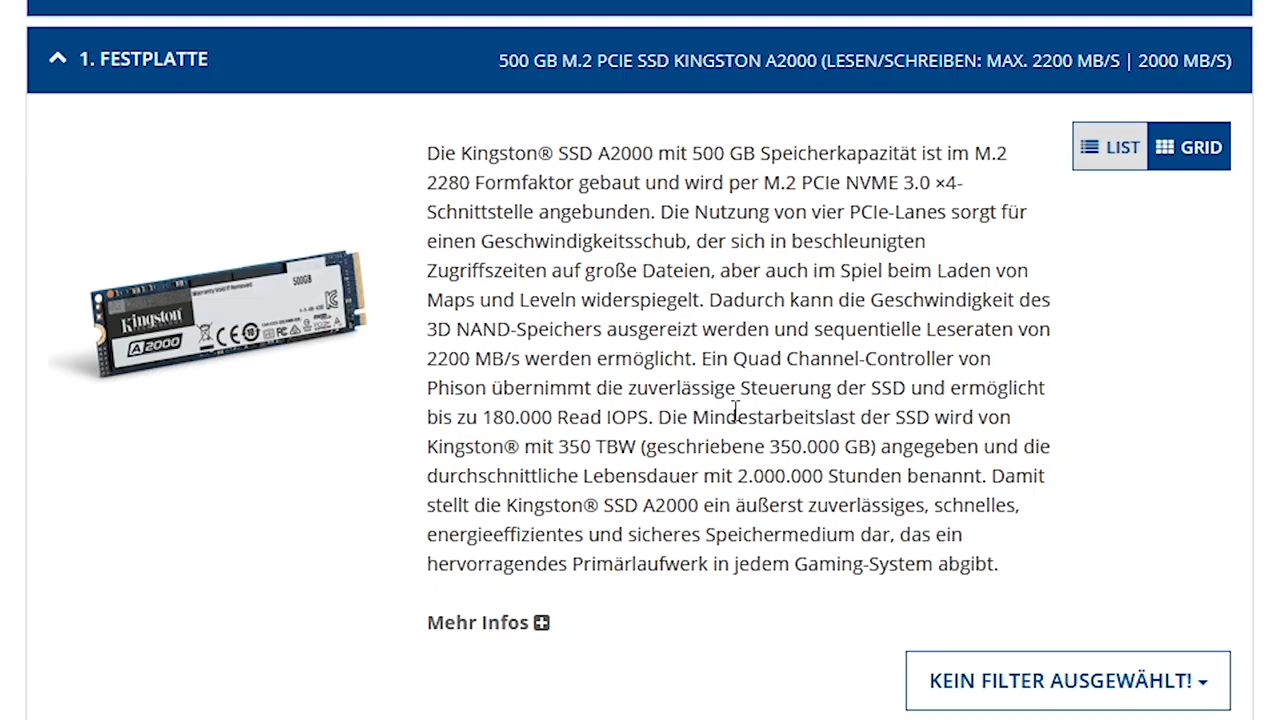 1. FESTPLATTE
500 GB M.2 PCIE SSD KINGSTON A2000 (LESEN/SCHREIBEN: MAX. 2200 MB/S | 2000 MB/S)
LIST
GRID
Die Kingston® SSD A2000 mit 500 GB Speicherkapazität ist im M.2
2280 Formfaktor gebaut und wird per M.2 PCIe NVME 3.0 ×4-
Schnittstelle angebunden. Die Nutzung von vier PCIe-Lanes sorgt für
einen Geschwindigkeitsschub, der sich in beschleunigten
Zugriffszeiten auf große Dateien, aber auch im Spiel beim Laden von
Maps und Leveln widerspiegelt. Dadurch kann die Geschwindigkeit des
3D NAND-Speichers ausgereizt werden und sequentielle Leseraten von
2200 MB/s werden ermöglicht. Ein Quad Channel-Controller von
Phison übernimmt die zuverlässige Steuerung der SSD und ermöglicht
bis zu 180.000 Read IOPS. Die Mindestarbeitslast der SSD wird von
Kingston® mit 350 TBW (geschriebene 350.000 GB) angegeben und die
durchschnittliche Lebensdauer mit 2.000.000 Stunden benannt. Damit
stellt die Kingston® SSD A2000 ein äußerst zuverlässiges, schnelles,
energieeffizientes und sicheres Speichermedium dar, das ein
hervorragendes Primärlaufwerk in jedem Gaming-System abgibt.
Warranty Void If Removed
500GB
Kingston
A2000
Mehr Infos
KEIN FILTER AUSGEWÄHLT!